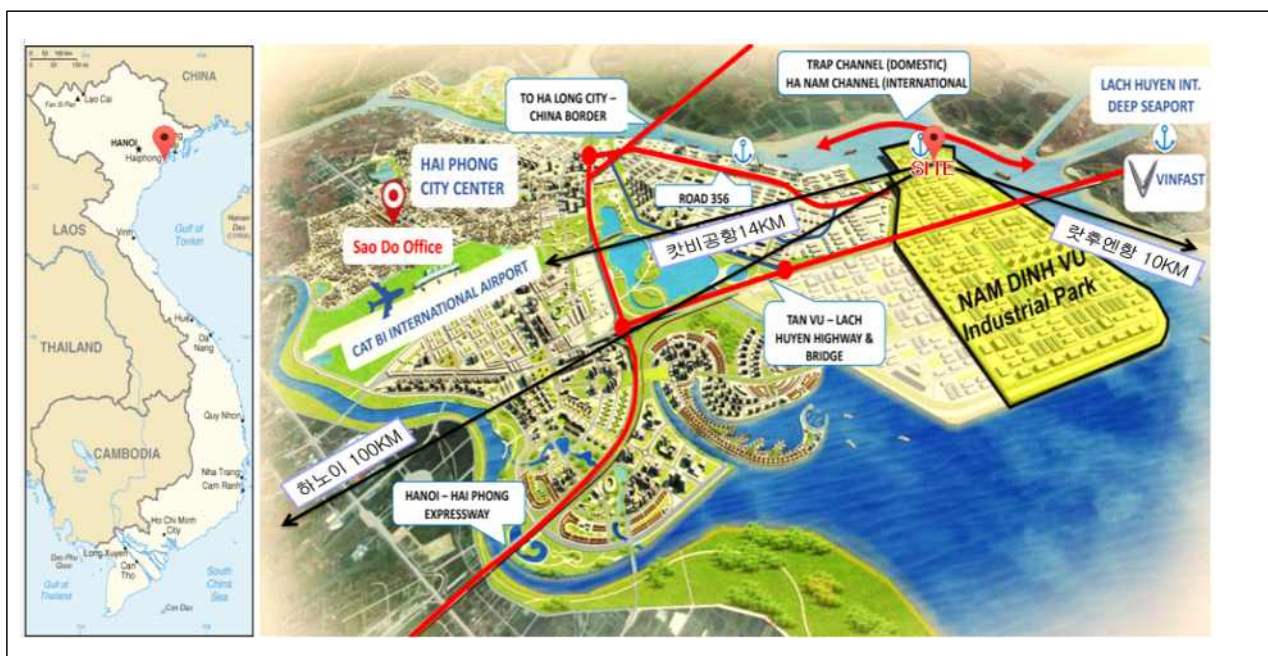 CHINA
Lao Cai
HANOI
Haiphong
Gulf of
Tonkin
LAOS
Vinh
Hainan
Dao
Hue
Da
Nang
THAILAND
Quy Nhon
CAMBODIA
Nha Trang
Cam Ranh
Ho Chi Minh
City
Long Xuyen
Can
Tho
Dao Phu
Quoc
Gulf of
Thailand
South
China
Sea
Con Dao
TRAP CHANNEL (DOMESTIC)
HA NAM CHANNEL (INTERNATIONAL
LACH HUYEN INT.
DEEP SEAPORT
TO HA LONG CITY –
CHINA BORDER
VINFAST
SITE
HAI PHONG
CITY CENTER
ROAD 356
Sao Do Office
캇비공항14KM
랏후엔항 10KM
CAT BI INTERNATIONAL AIRPORT
NAM DINH VU
Industrial Park
TAN VU – LACH
HUYEN HIGHWAY &
BRIDGE
하노이 100KM
HANOI – HAI PHONG
EXPRESSWAY